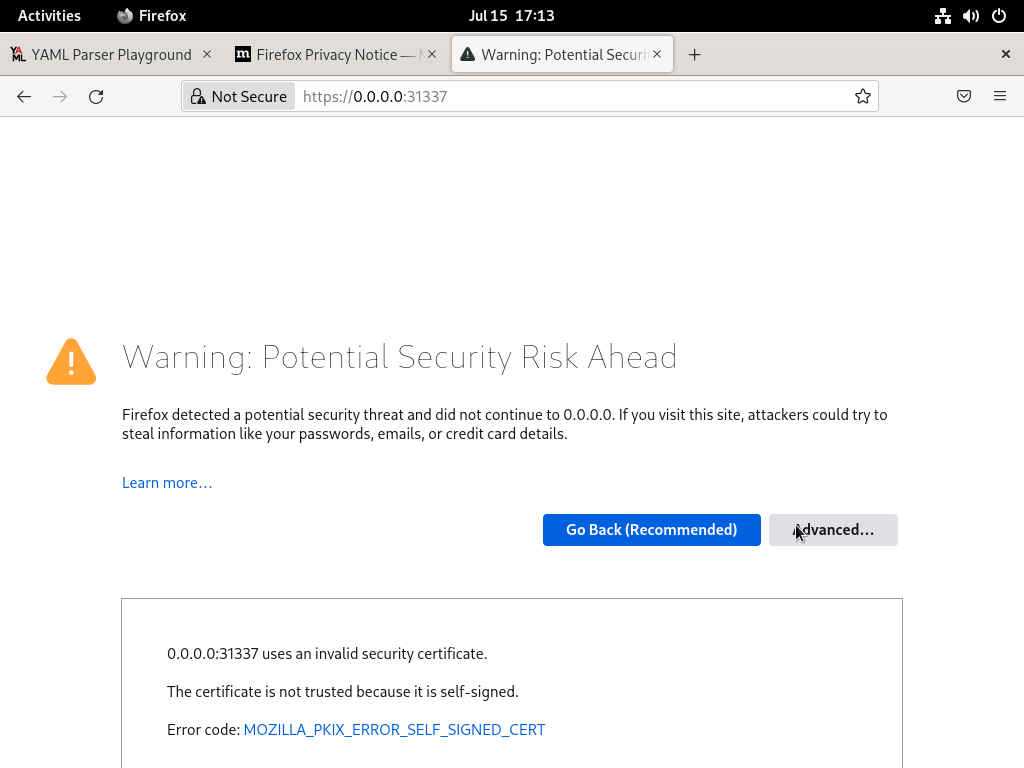 Activities Firefox Jul 15 17:13
YAML Parser Playground Firefox Privacy Notice — Warning: Potential Securi
Not Secure https://0.0.0.0:31337
Warning: Potential Security Risk Ahead
Firefox detected a potential security threat and did not continue to 0.0.0.0. If you visit this site, attackers could try to
steal information like your passwords, emails, or credit card details.
Learn more…
Go Back (Recommended) Advanced…
0.0.0.0:31337 uses an invalid security certificate.
The certificate is not trusted because it is self-signed.
Error code: MOZILLA_PKIX_ERROR_SELF_SIGNED_CERT